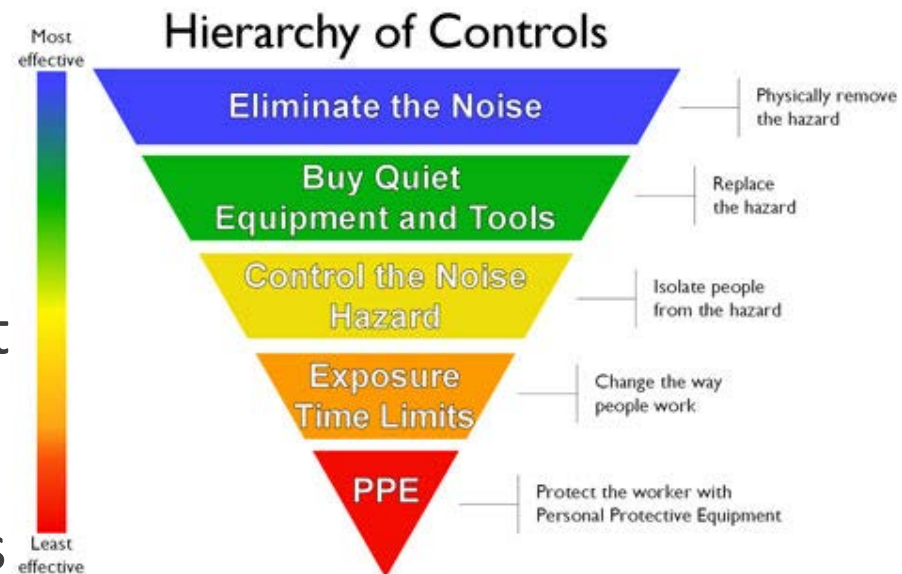 Hierarchy of Controls
Most
effective
Eliminate the Noise
Physically remove
the hazard
Buy Quiet
Equipment and Tools
Replace
the hazard
Control the Noise
Hazard
Isolate people
from the hazard
t
Exposure
Time Limits
Change the way
people work
PPE
Protect the worker with
Personal Protective Equipment
s
Least
effective